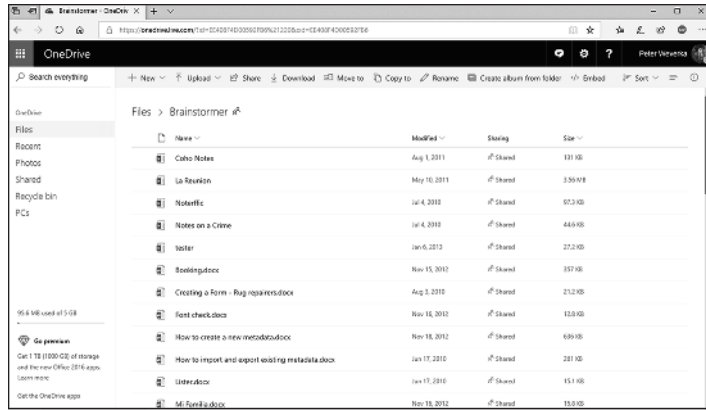 Brainstormer - OneDriv
OneDrive
Peter Weverka
Search everything
New
Upload
Share
Download
Move to
Copy to
Rename
Create album from folder
Embed
Sort
OneDrive
Files
Recent
Photos
Shared
Recycle bin
PCs
Files > Brainstormer
Name Modified Sharing Size
Coho Notes Aug 1, 2011 Shared 131 KB
La Reunion May 10, 2011 Shared 3.56 MB
Noteriffic Jul 4, 2010 Shared 97.3 KB
Notes on a Crime Jul 4, 2010 Shared 44.6 KB
tester Jan 6, 2013 Shared 27.2 KB
Booking.docx Nov 15, 2012 Shared 357 KB
Creating a Form - Rug repairers.docx Aug 3, 2010 Shared 21.2 KB
Font check.docx Nov 18, 2012 Shared 12.8 KB
How to create a new metadata.docx Nov 18, 2012 Shared
How to import and export existing metadata.docx Jun 17, 2010 Shared 281 KB
Lister.docx Jun 17, 2010 Shared 15.1 KB
Mi Familia.docx Nov 18, 2012 Shared 19.8 KB
95.6 MB used of 5 GB
Go premium
Get 1 TB (1000 GB) of storage
and the new Office 2016 apps
Learn more
Get the OneDrive apps